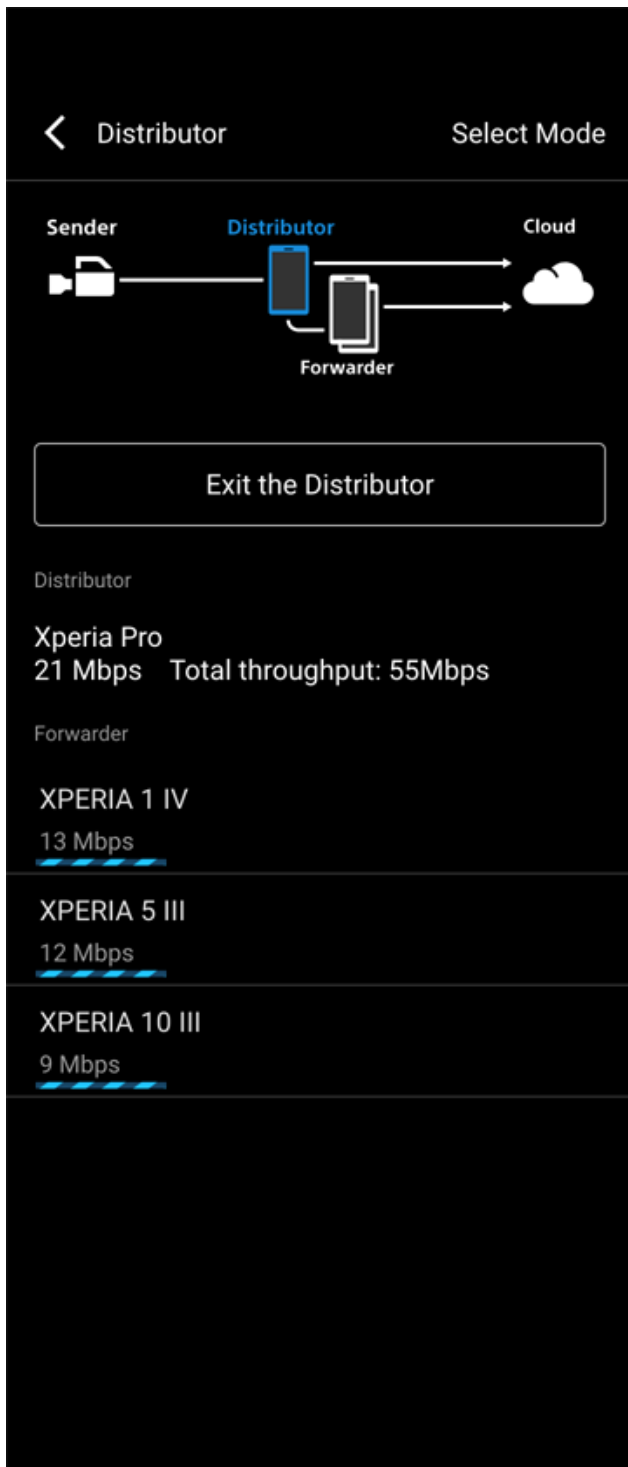 Distributor Select Mode
Sender Distributor Cloud
Forwarder
Exit the Distributor
Distributor
Xperia Pro
21 Mbps Total throughput: 55Mbps
Forwarder
XPERIA 1 IV
13 Mbps
XPERIA 5 III
12 Mbps
XPERIA 10 III
9 Mbps